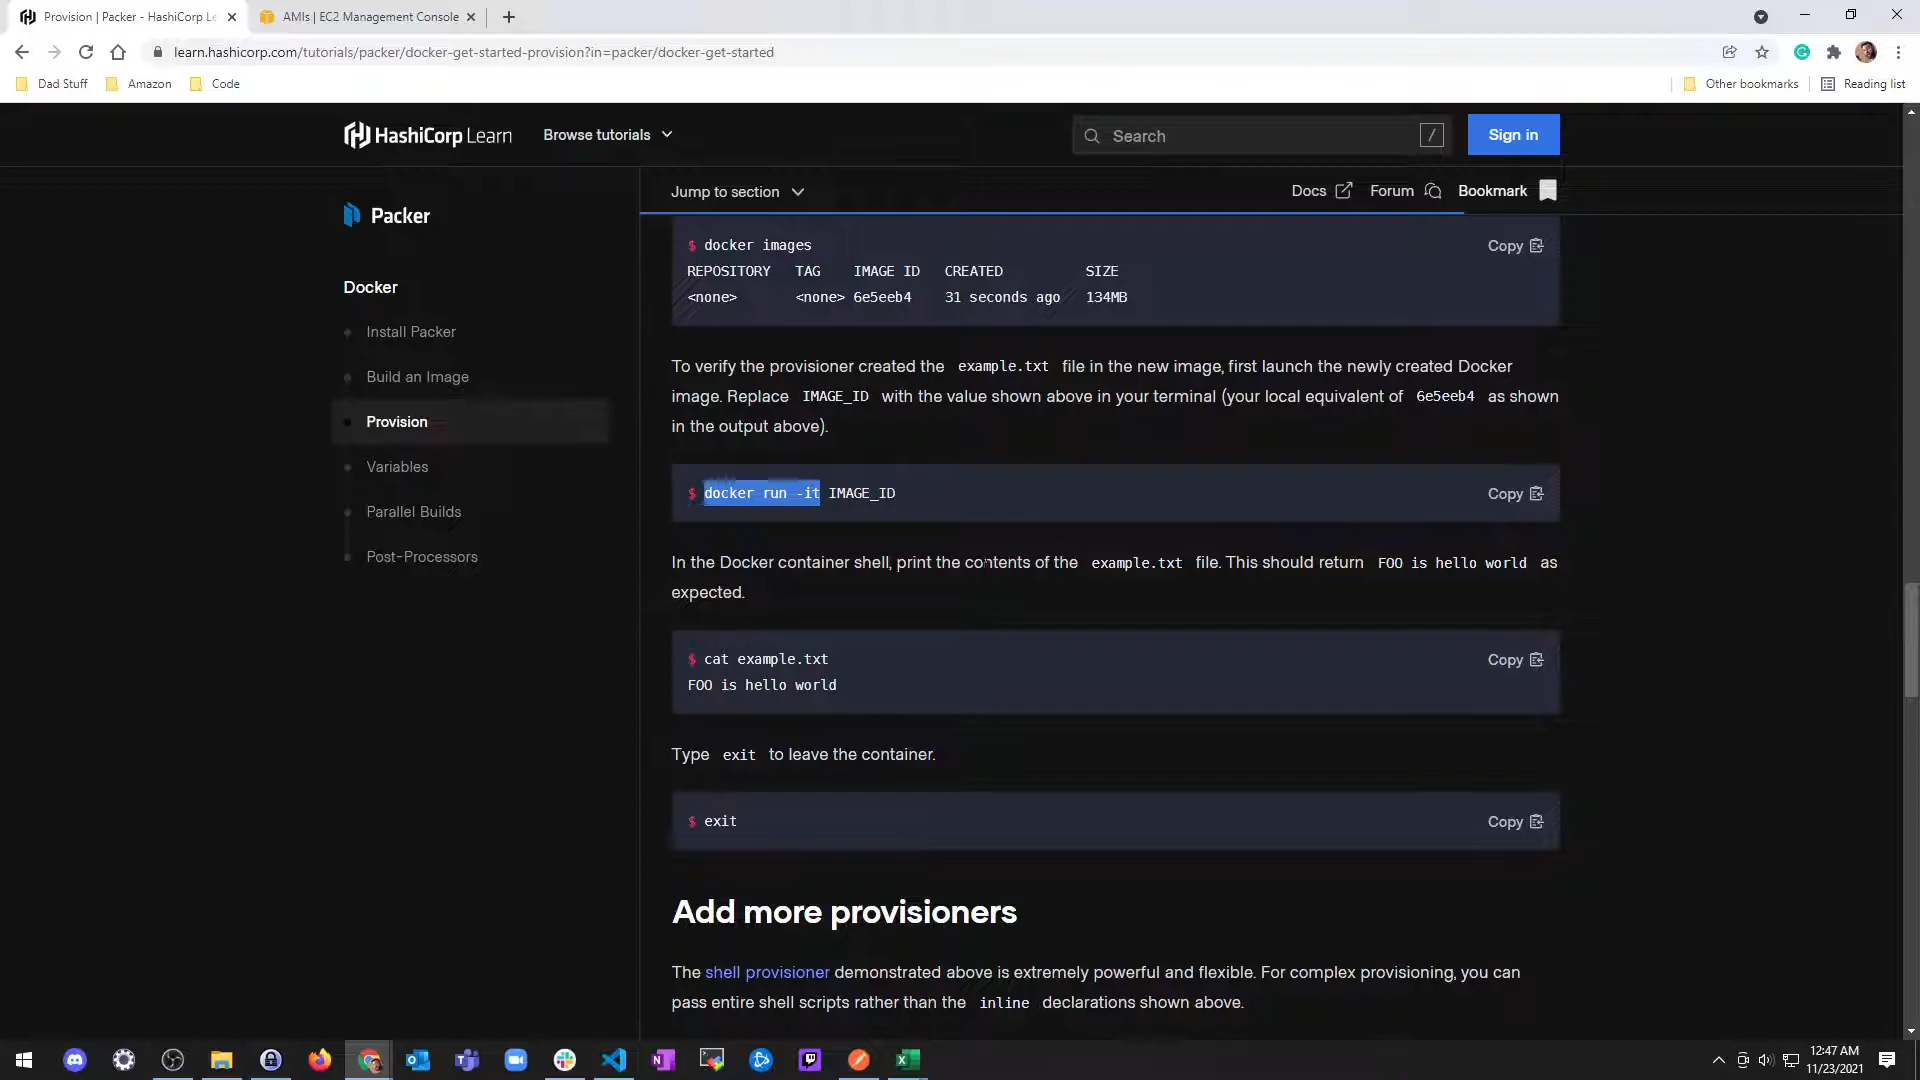 Provision | Packer - HashiCorp Le
AMIs | EC2 Management Console
learn.hashicorp.com/tutorials/packer/docker-get-started-provision?in=packer/docker-get-started
Dad Stuff
Amazon
Code
Other bookmarks
Reading list
HashiCorp Learn
Browse tutorials
Search
/
Sign in
Packer
Docker
Install Packer
Build an Image
Provision
Variables
Parallel Builds
Post-Processors
Jump to section
Docs
Forum
Bookmark
$ docker images
Copy
REPOSITORY TAG IMAGE ID CREATED SIZE
<none> <none> 6e5eeb4 31 seconds ago 134MB
To verify the provisioner created the example.txt file in the new image, first launch the newly created Docker
image. Replace IMAGE_ID with the value shown above in your terminal (your local equivalent of 6e5eeb4 as shown
in the output above).
$ docker run -it IMAGE_ID
Copy
In the Docker container shell, print the contents of the example.txt file. This should return FOO is hello world as
expected.
$ cat example.txt
Copy
FOO is hello world
Type exit to leave the container.
$ exit
Copy
Add more provisioners
The shell provisioner demonstrated above is extremely powerful and flexible. For complex provisioning, you can
pass entire shell scripts rather than the inline declarations shown above.
12:47 AM
11/23/2021